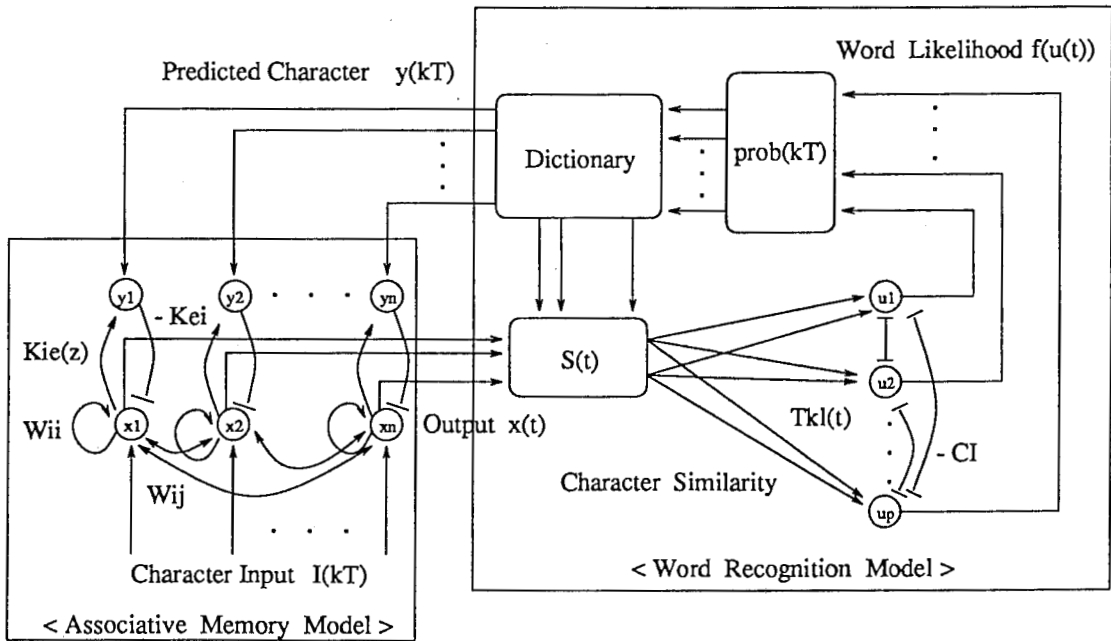 Word Likelihood f(u(t))
Predicted Character y(kT)
Dictionary
prob(kT)
y1
y2
yn
u1
- Kei
Kie(z)
S(t)
u2
Wii
x1
x2
xn
Output x(t)
Tkl(t)
- CI
Wij
Character Similarity
up
Character Input I(kT)
< Word Recognition Model >
< Associative Memory Model >